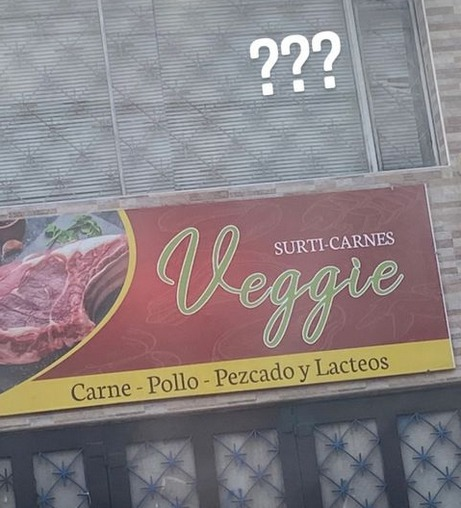 ???
SURTI-CARNES
Veggie
Carne - Pollo - Pezcado y Lacteos